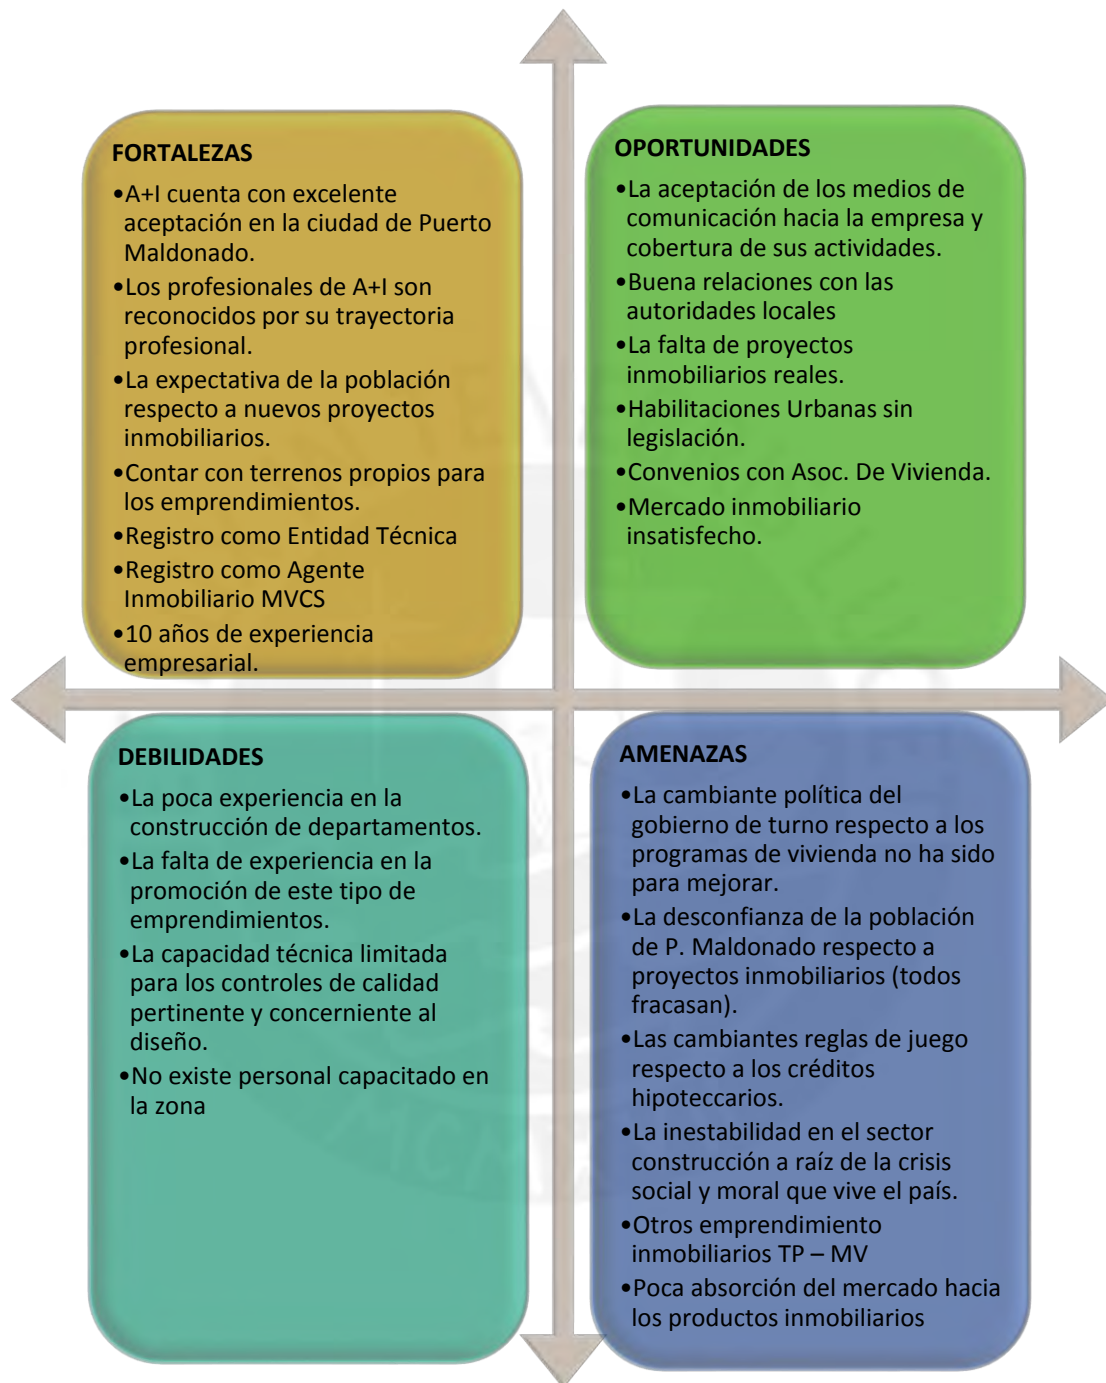 FORTALEZAS
•A+I cuenta con excelente
aceptación en la ciudad de Puerto
Maldonado.
•Los profesionales de A+I son
reconocidos por su trayectoria
profesional.
•La expectativa de la población
respecto a nuevos proyectos
inmobiliarios.
•Contar con terrenos propios para
los emprendimientos.
•Registro como Entidad Técnica
•Registro como Agente
Inmobiliario MVCS
•10 años de experiencia
empresarial.
OPORTUNIDADES
•La aceptación de los medios de
comunicación hacia la empresa y
cobertura de sus actividades.
•Buena relaciones con las
autoridades locales
•La falta de proyectos
inmobiliarios reales.
•Habilitaciones Urbanas sin
legislación.
•Convenios con Asoc. De Vivienda.
•Mercado inmobiliario
insatisfecho.
DEBILIDADES
•La poca experiencia en la
construcción de departamentos.
•La falta de experiencia en la
promoción de este tipo de
emprendimientos.
•La capacidad técnica limitada
para los controles de calidad
pertinente y concerniente al
diseño.
•No existe personal capacitado en
la zona
AMENAZAS
•La cambiante política del
gobierno de turno respecto a los
programas de vivienda no ha sido
para mejorar.
•La desconfianza de la población
de P. Maldonado respecto a
proyectos inmobiliarios (todos
fracasan).
•Las cambiantes reglas de juego
respecto a los créditos
hipoteccarios.
•La inestabilidad en el sector
construcción a raíz de la crisis
social y moral que vive el país.
•Otros emprendimiento
inmobiliarios TP – MV
•Poca absorción del mercado hacia
los productos inmobiliarios